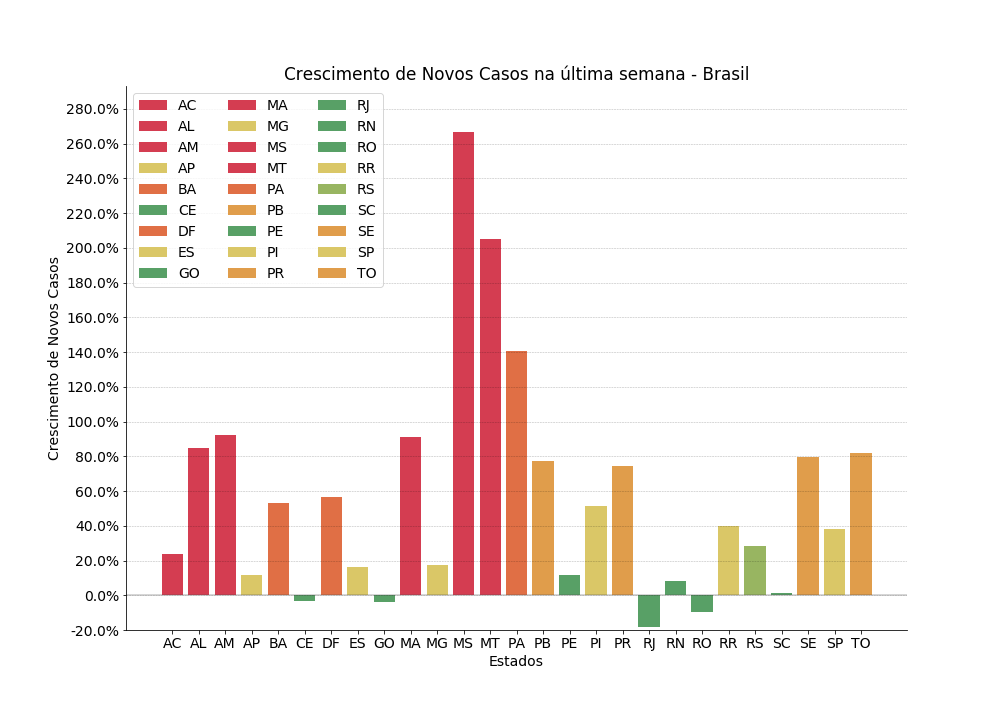 Crescimento de Novos Casos na última semana - Brasil
280.0%
260.0%
240.0%
220.0%
200.0%
180.0%
160.0%
140.0%
120.0%
100.0%
80.0%
60.0%
40.0%
20.0%
0.0%
-20.0%
Crescimento de Novos Casos
AC MA RJ
AL MG RN
AM MS RO
AP MT RR
BA PA RS
CE PB SC
DF PE SE
ES PI SP
GO PR TO
AC AL AM AP BA CE DF ES GO MA MG MS MT PA PB PE PI PR RJ RN RO RR RS SC SE SP TO
Estados